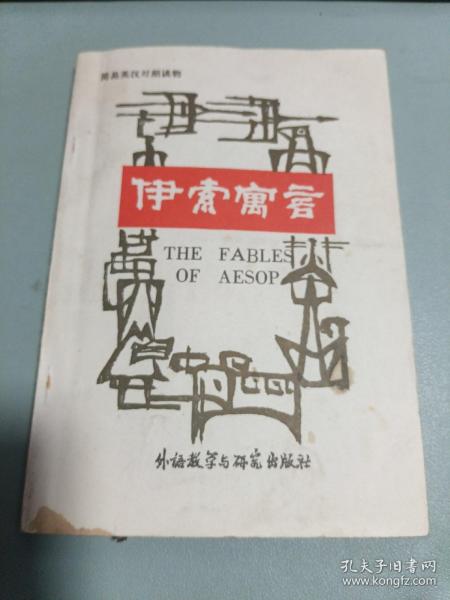 简易英汉对照读物
伊索寓言
THE FABLES
OF AESOP
外语教学与研究出版社
孔夫子旧书网
www.kongfz.com